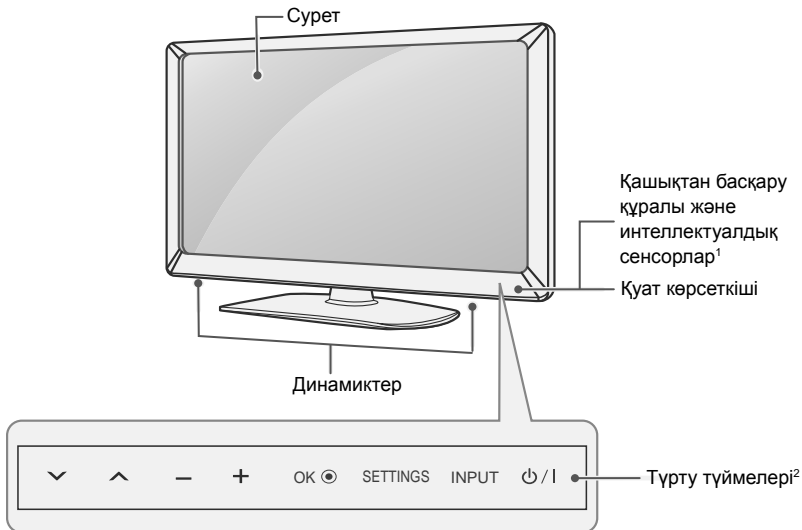 Сурет
Қашықтан басқару
құралы және
интеллектуалдық
сенсорлар¹
Қуат көрсеткіші
Динамиктер
OK SETTINGS INPUT
Түрту түймелері²